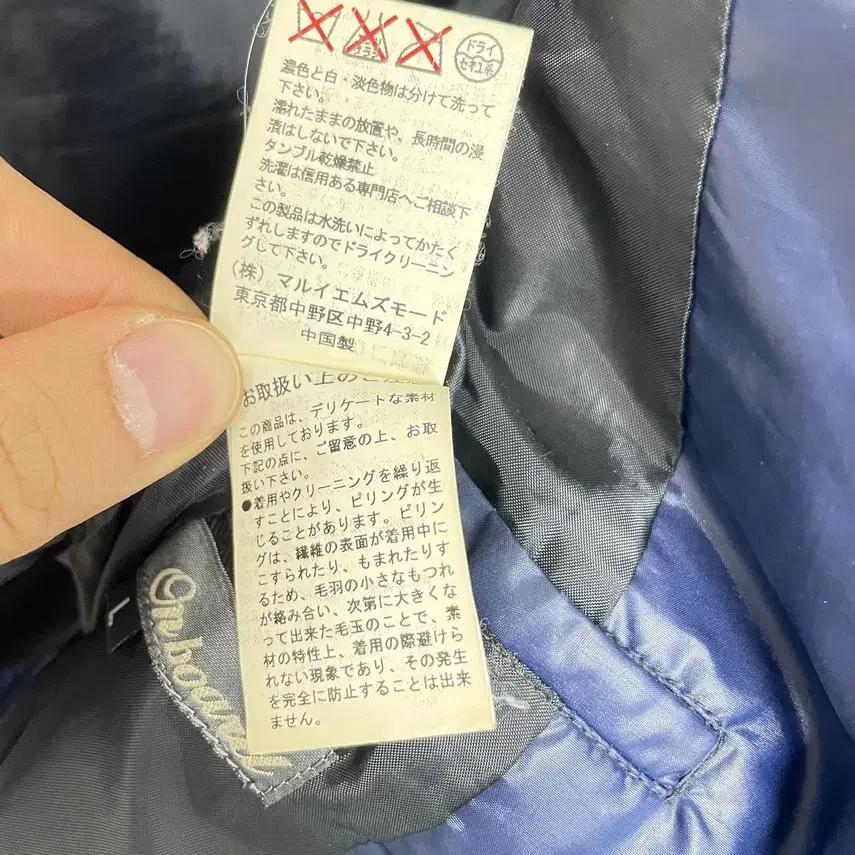 ドライ
セキユ系
濃色と白・淡色物は分けて洗って
下さい。
濡れたままの放置や、長時間の浸
漬はしないで下さい。
タンブル乾燥禁止
洗濯は信用ある専門店へご相談下
さい。
この製品は水洗いによってかたく
ずれしますのでドライクリーニン
グして下さい。
(株)マルイエムズモード
東京都中野区中野4-3-2
中国製
お取扱い上の
この商品は、デリケートな素材
を使用しております。
下記の点に、ご留意の上、お取
扱い下さい。
●着用やクリーニングを繰り返
すことにより、ピリングが生
じることがあります。ピリン
グは、繊維の表面が着用中に
こすられたり、もまれたりす
るため、毛羽の小さなもつれ
が絡み合い、次第に大きくな
って出来た毛玉のことで、素
材の特性上、着用の際避けら
れない現象であり、その発生
を完全に防止することは出来
ません。
L